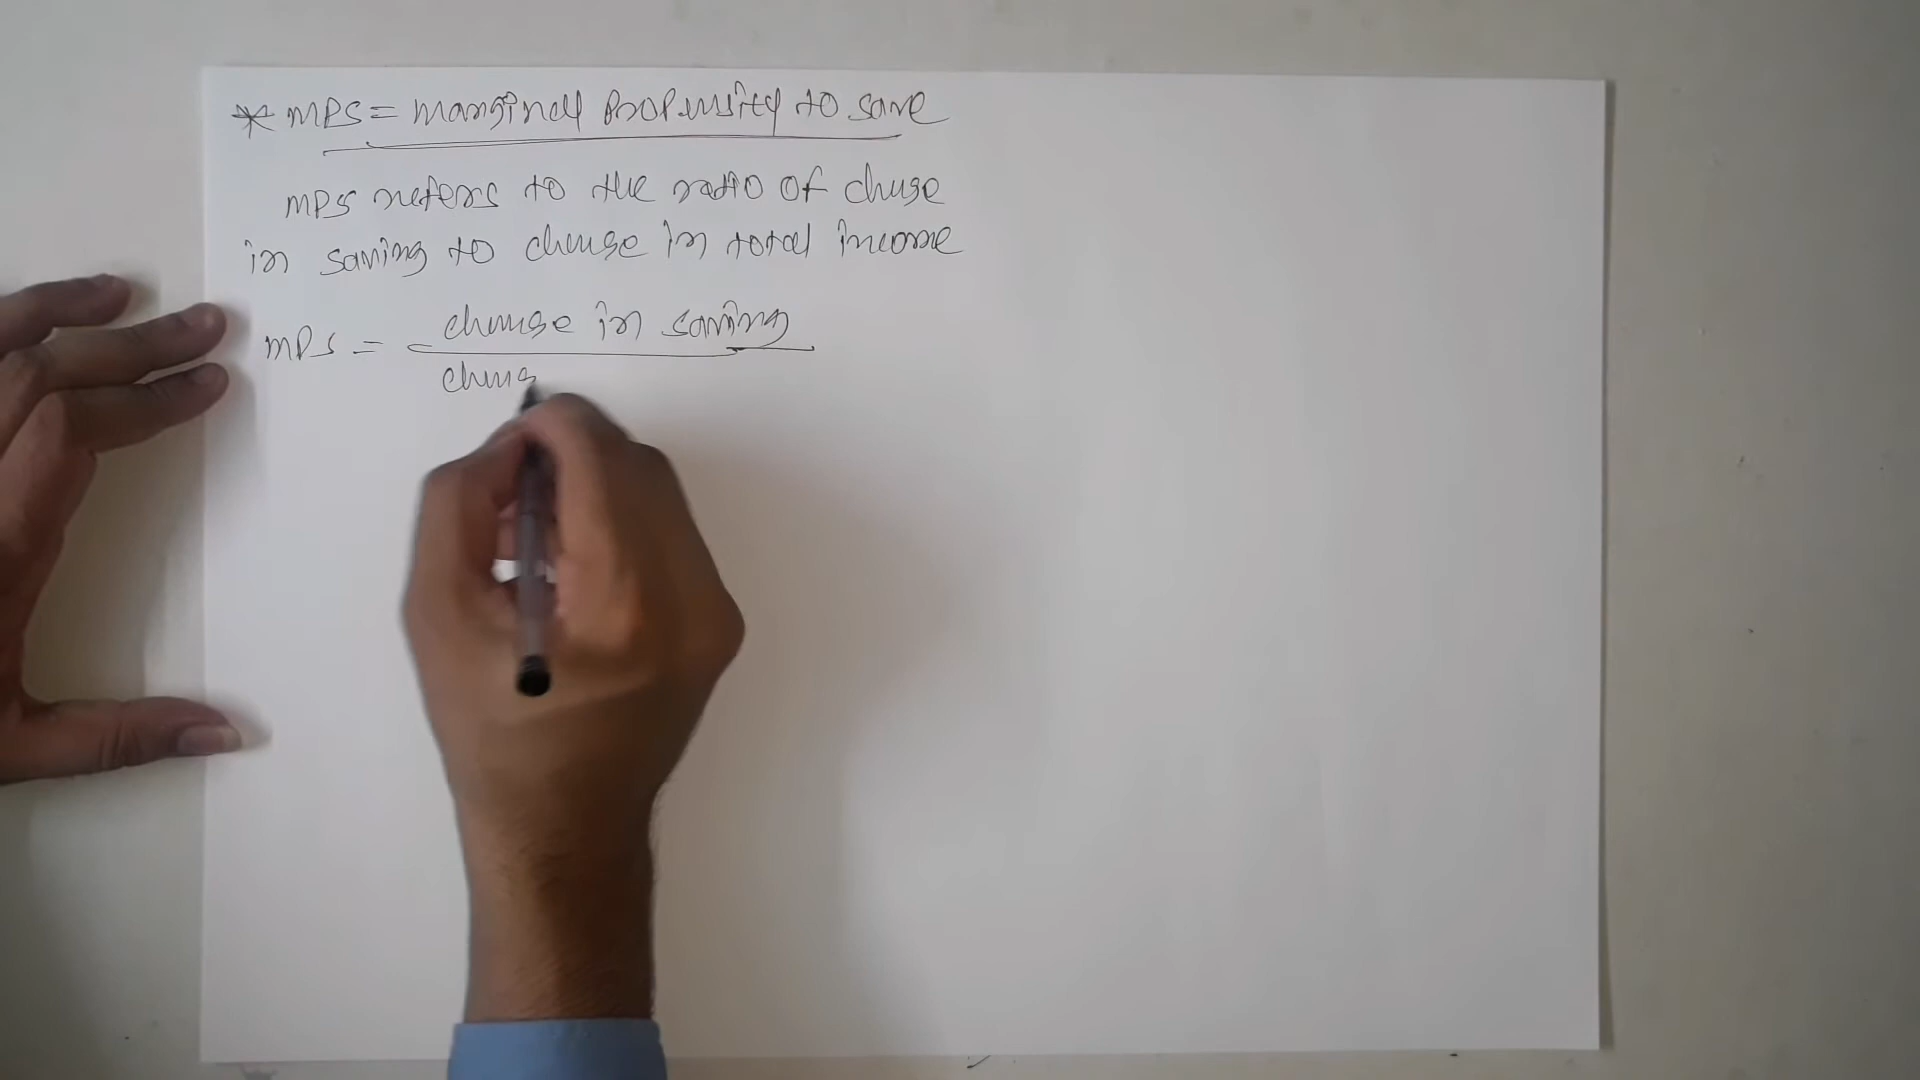 * MPS = marginal Propensity to save
MPS refers to the ratio of change
in saving to change in total income
MPS = change in saving
chang